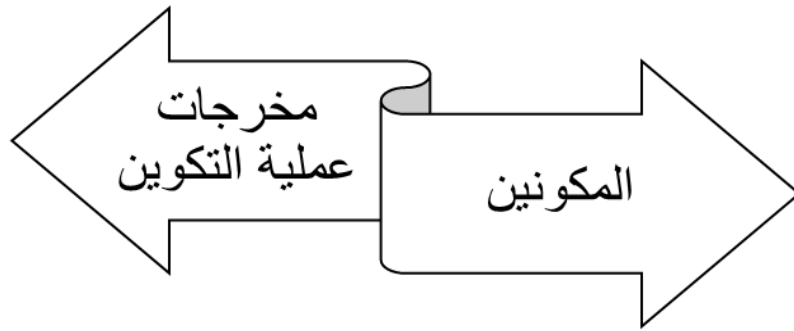 المكونين
مخرجات
عملية التكوين